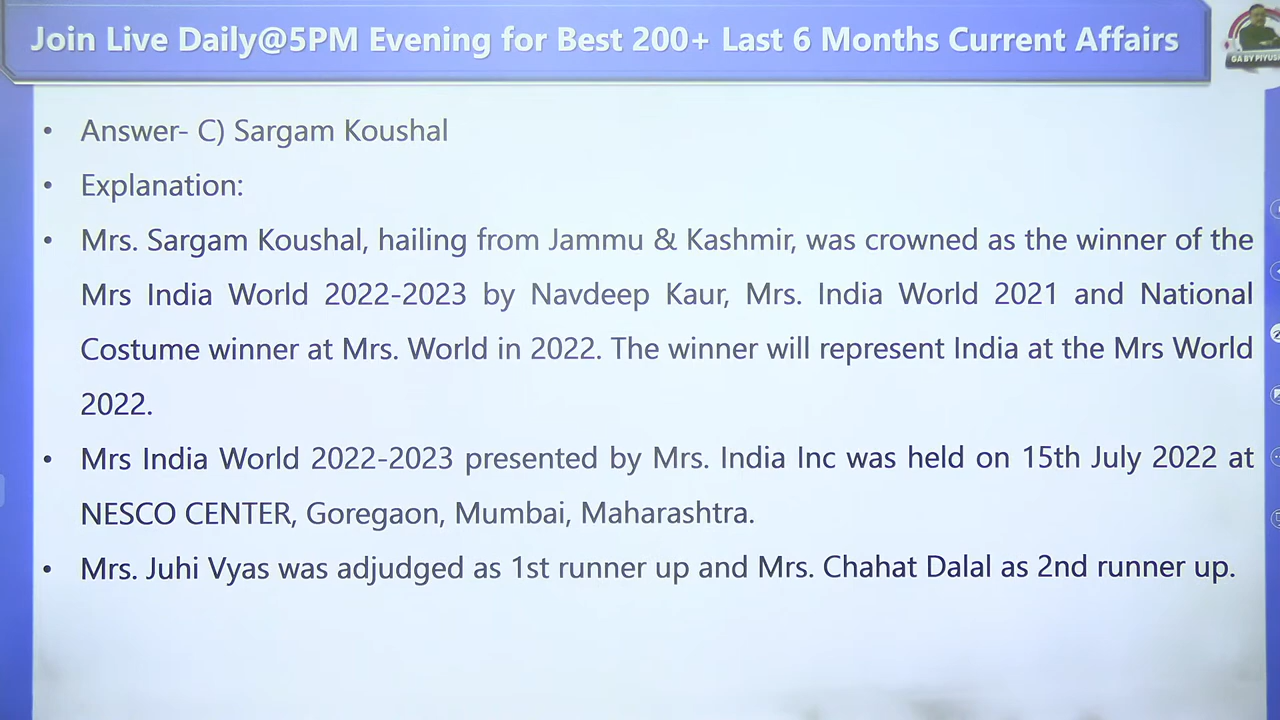 Join Live Daily@5PM Evening for Best 200+ Last 6 Months Current Affairs
• Answer- C) Sargam Koushal
• Explanation:
• Mrs. Sargam Koushal, hailing from Jammu & Kashmir, was crowned as the winner of the
Mrs India World 2022-2023 by Navdeep Kaur, Mrs. India World 2021 and National
Costume winner at Mrs. World in 2022. The winner will represent India at the Mrs World
2022.
• Mrs India World 2022-2023 presented by Mrs. India Inc was held on 15th July 2022 at
NESCO CENTER, Goregaon, Mumbai, Maharashtra.
• Mrs. Juhi Vyas was adjudged as 1st runner up and Mrs. Chahat Dalal as 2nd runner up.